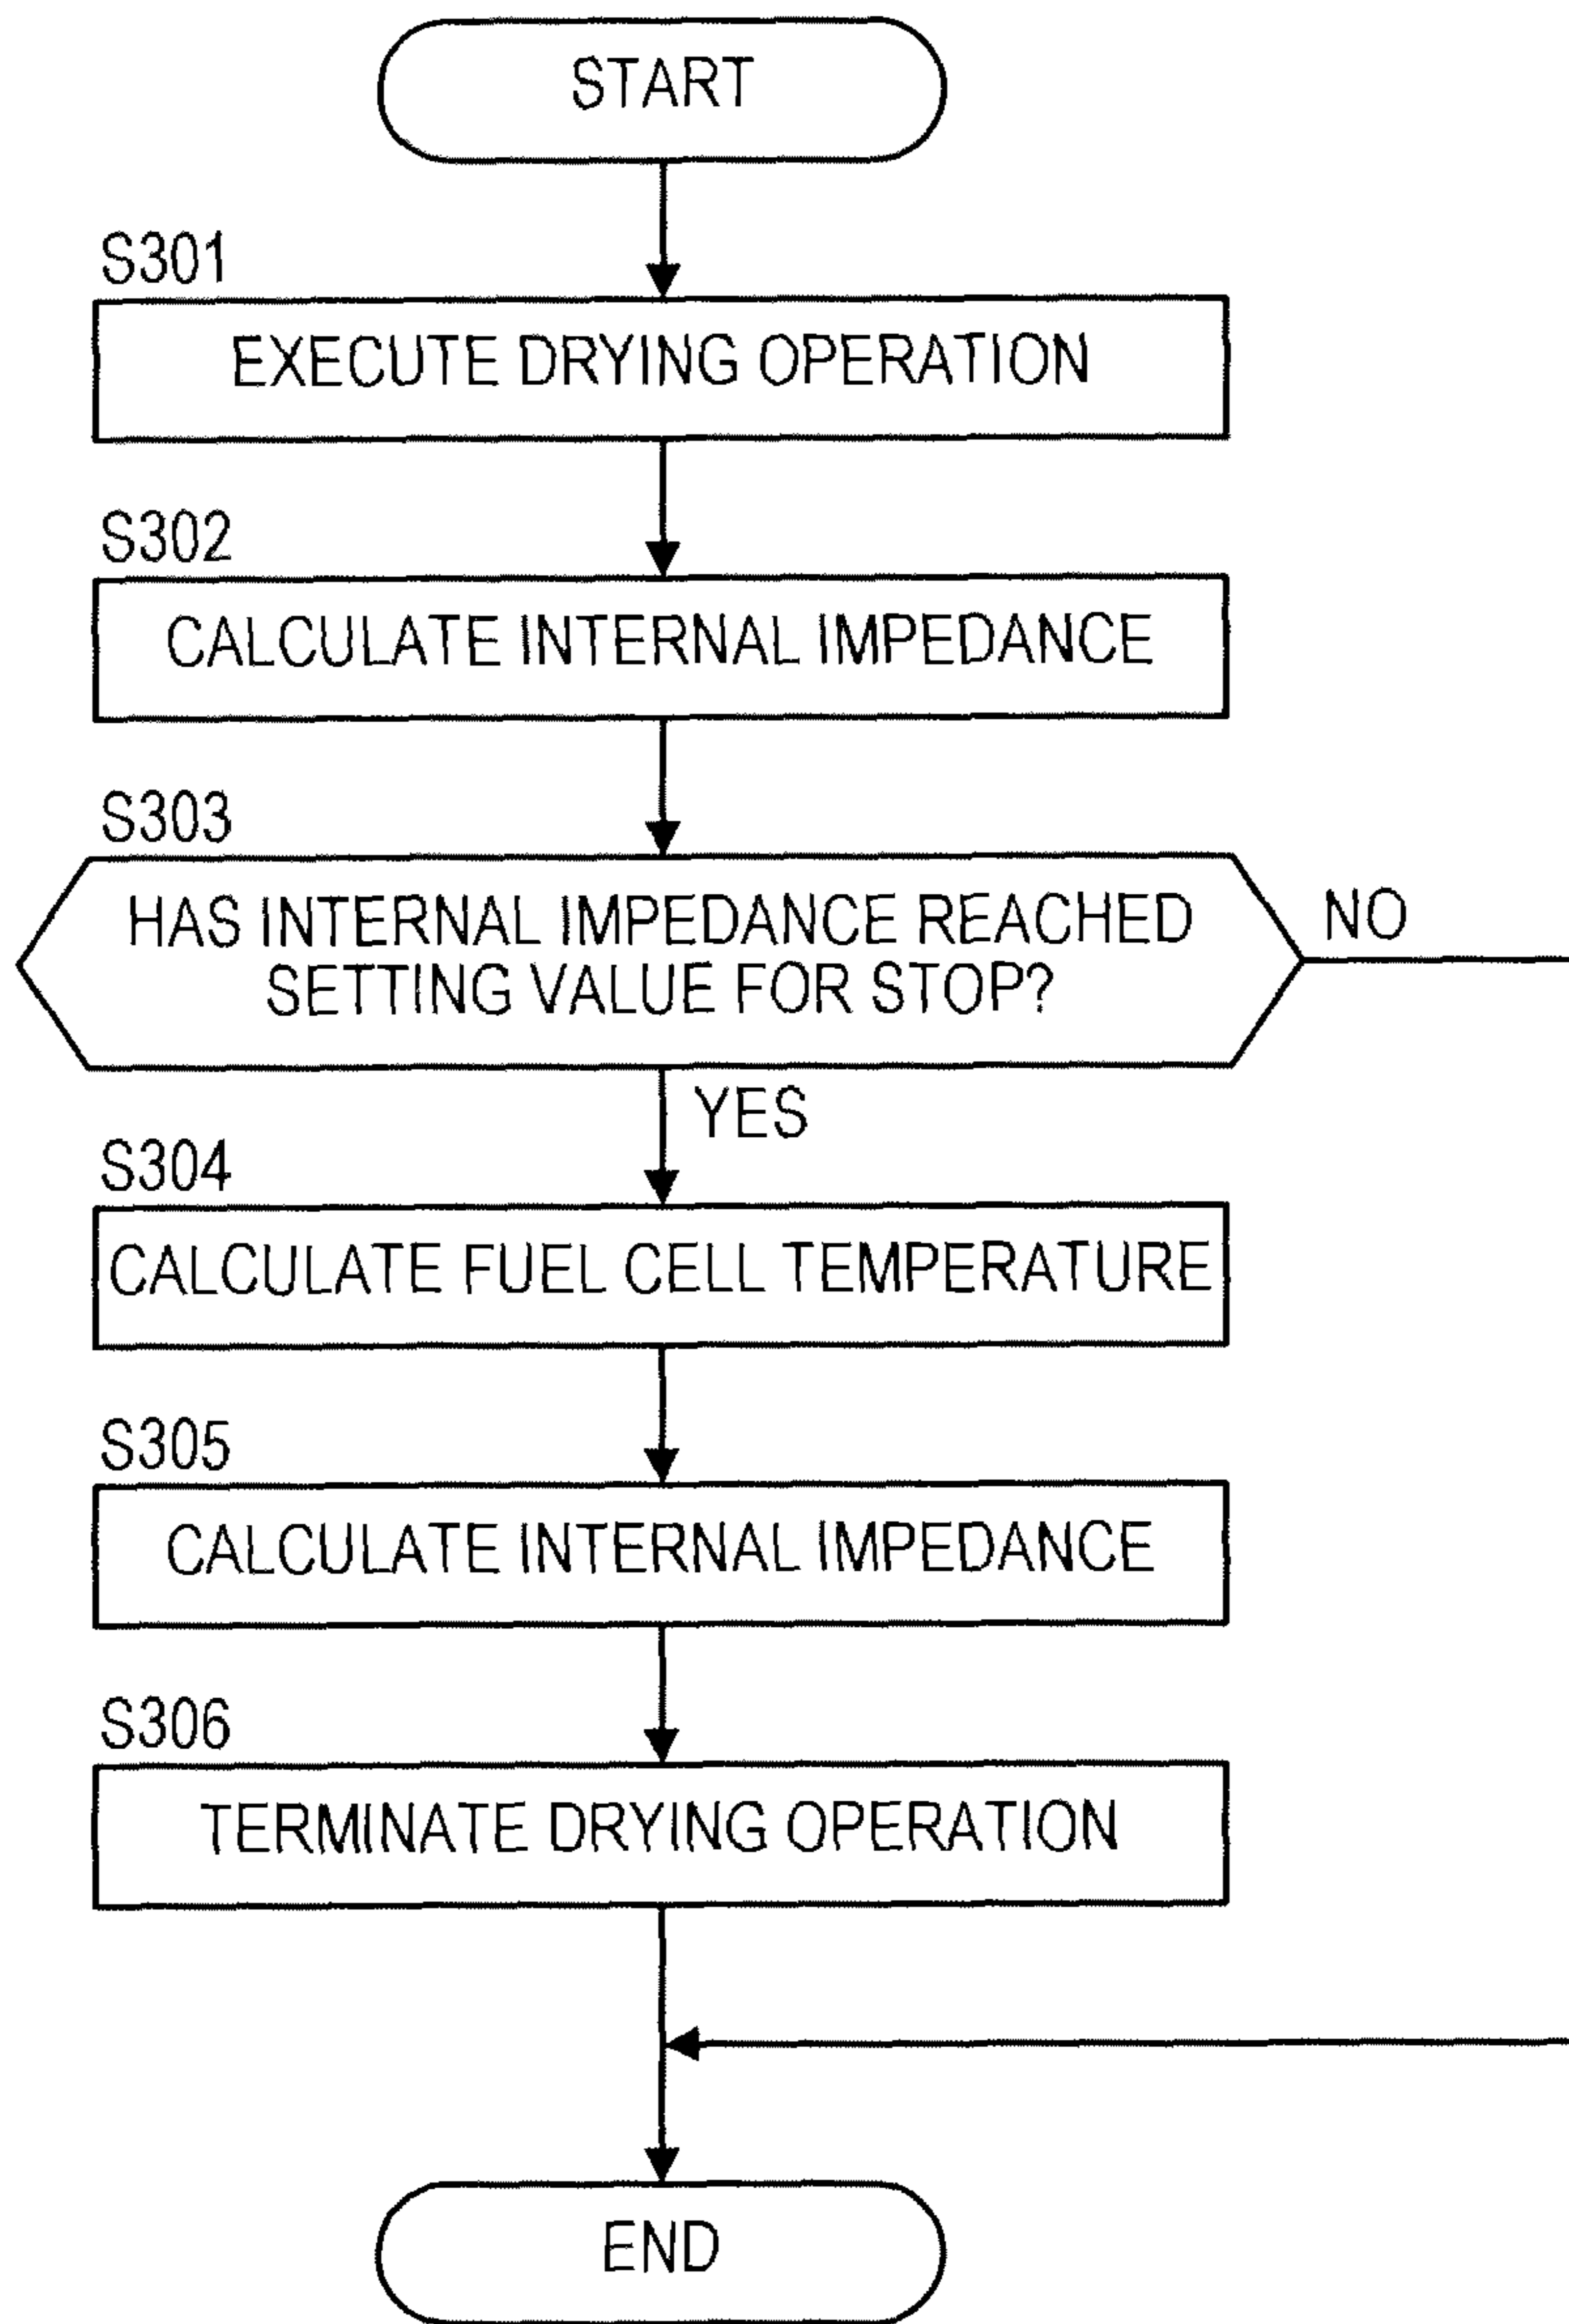 START
S301
EXECUTE DRYING OPERATION
S302
CALCULATE INTERNAL IMPEDANCE
S303
HAS INTERNAL IMPEDANCE REACHED
SETTING VALUE FOR STOP?
NO
YES
S304
CALCULATE FUEL CELL TEMPERATURE
S305
CALCULATE INTERNAL IMPEDANCE
S306
TERMINATE DRYING OPERATION
END